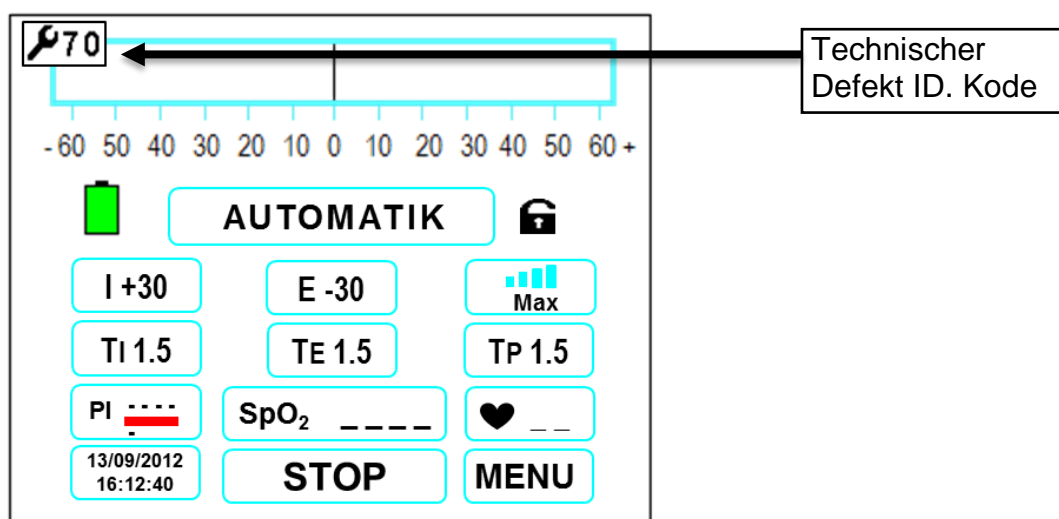 70
Technischer
Defekt ID. Kode
- 60 50 40 30 20 10 0 10 20 30 40 50 60 +
AUTOMATIK
I +30 E -30 Max
TI 1.5 TE 1.5 TP 1.5
PI ---- SpO₂ _ _ _ _ _ _
13/09/2012
16:12:40
STOP MENU